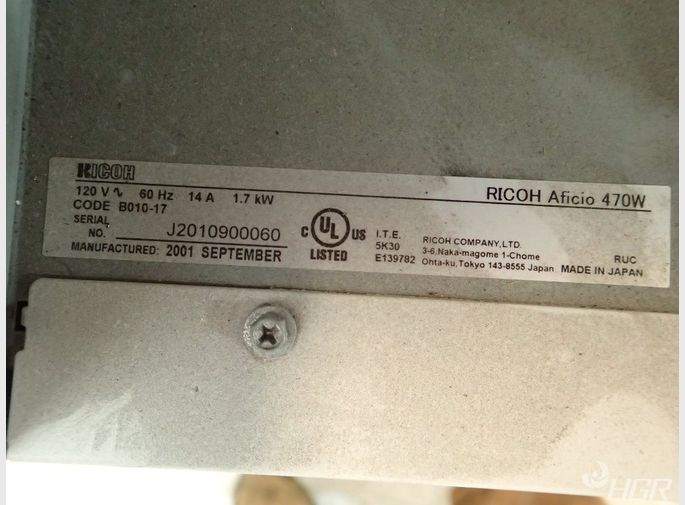 RICOH
RICOH Aficio 470W
120 V ∿ 60 Hz 14 A 1.7 kW
CODE B010-17
SERIAL
NO. J2010900060
MANUFACTURED: 2001 SEPTEMBER
C UL US
LISTED
I.T.E.
5K30
E139782
RICOH COMPANY,LTD.
3-6,Naka-magome 1-Chome
Ohta-ku,Tokyo 143-8555 Japan
RUC
MADE IN JAPAN
HGR